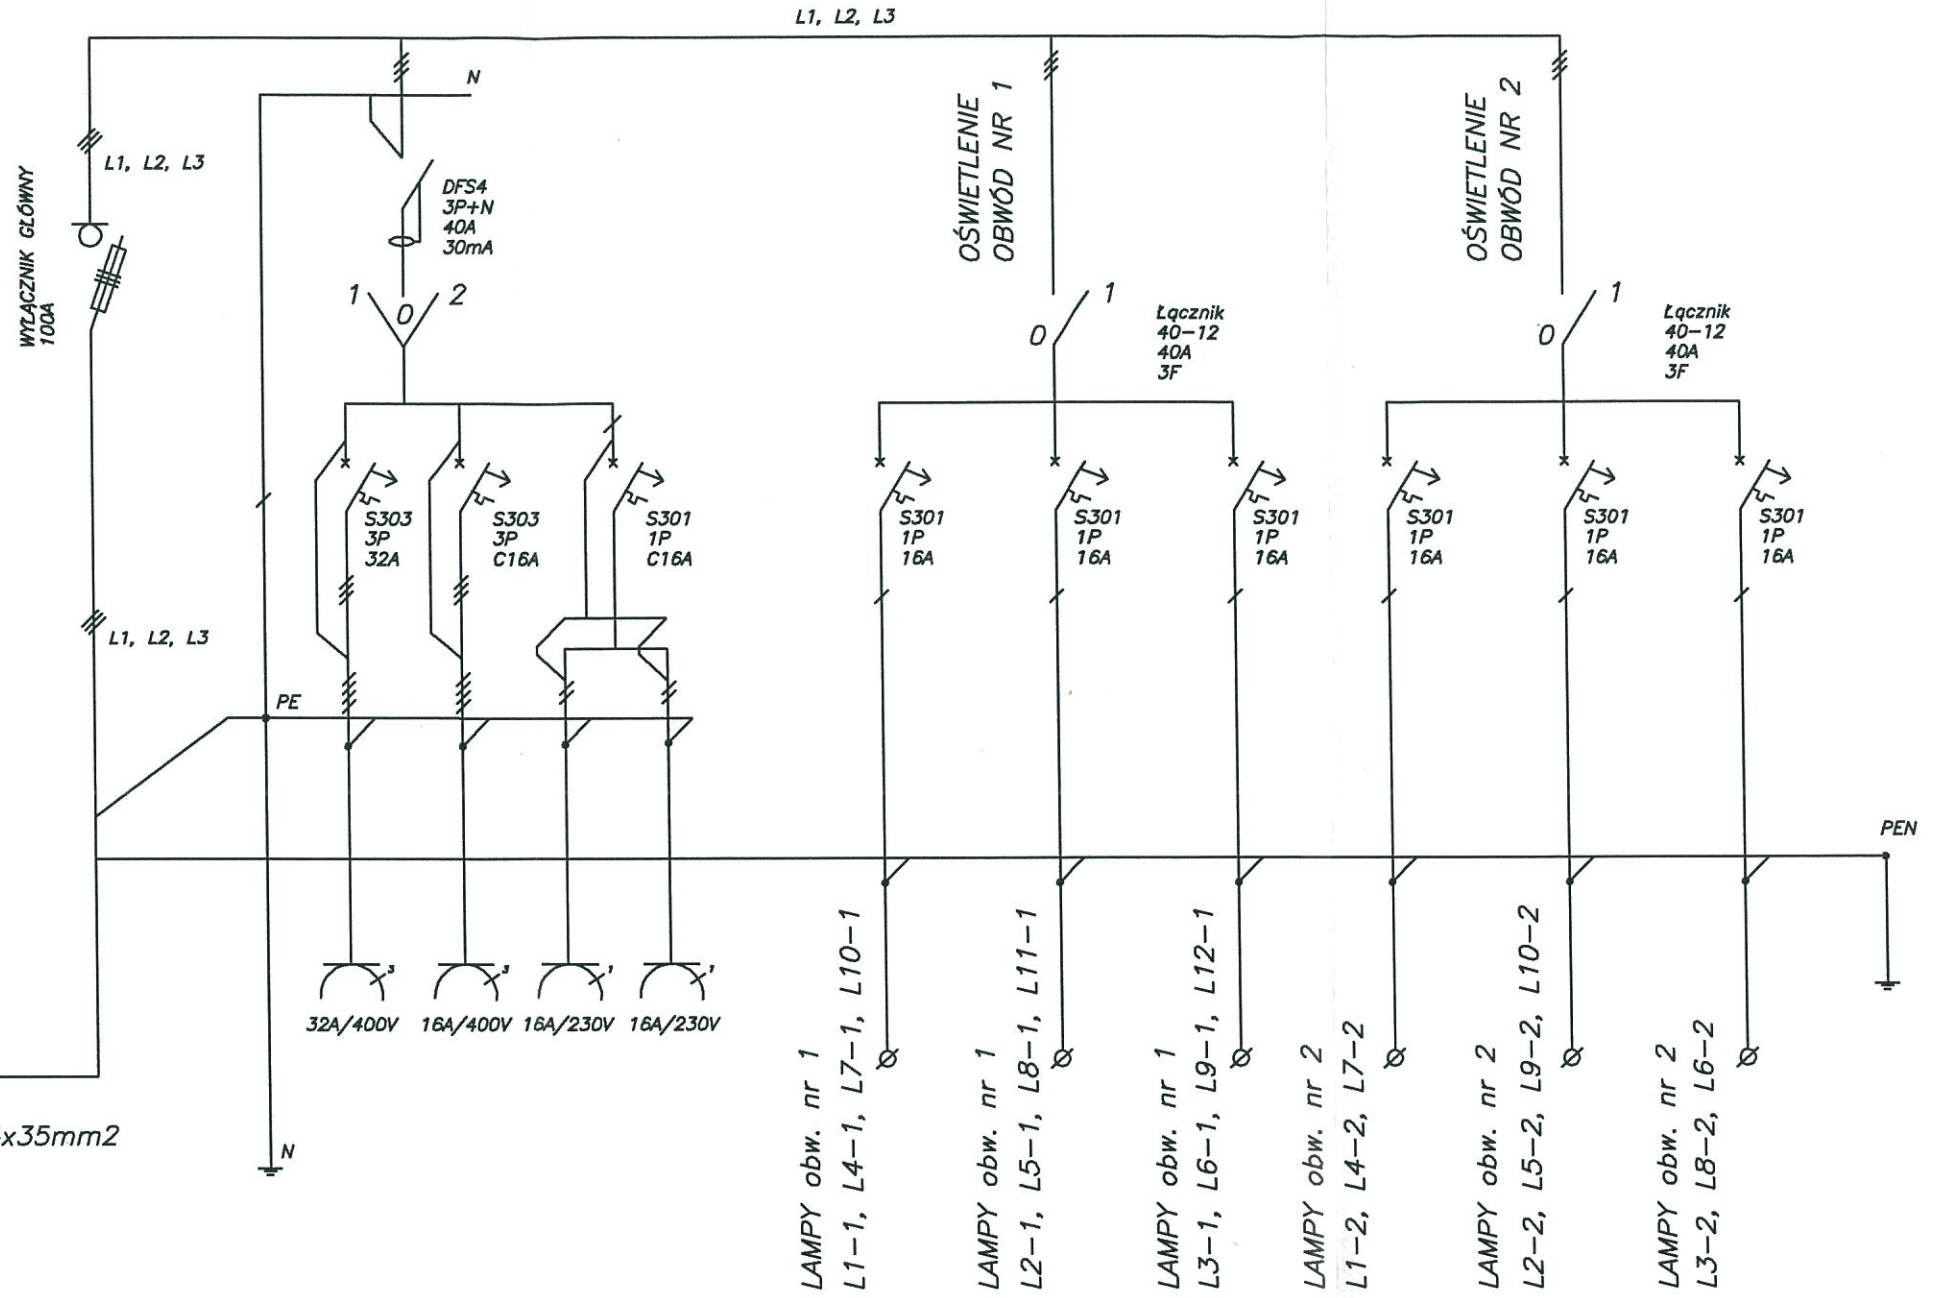 L1, L2, L3
N
L1, L2, L3
WYŁĄCZNIK GŁÓWNY
100A
DFS4
3P+N
40A
30mA
1
0
2
OŚWIETLENIE
OBWÓD NR 1
0
1
Łącznik
40-12
40A
3F
OŚWIETLENIE
OBWÓD NR 2
0
1
Łącznik
40-12
40A
3F
S303
3P
32A
S303
3P
C16A
S301
1P
C16A
S301
1P
16A
S301
1P
16A
S301
1P
16A
S301
1P
16A
S301
1P
16A
S301
1P
16A
L1, L2, L3
PE
PEN
3
3
1
1
32A/400V
16A/400V
16A/230V
16A/230V
x35mm2
N
LAMPY obw. nr 1
L1-1, L4-1, L7-1, L10-1
LAMPY obw. nr 1
L2-1, L5-1, L8-1, L11-1
LAMPY obw. nr 1
L3-1, L6-1, L9-1, L12-1
LAMPY obw. nr 2
L1-2, L4-2, L7-2
LAMPY obw. nr 2
L2-2, L5-2, L9-2, L10-2
LAMPY obw. nr 2
L3-2, L8-2, L6-2